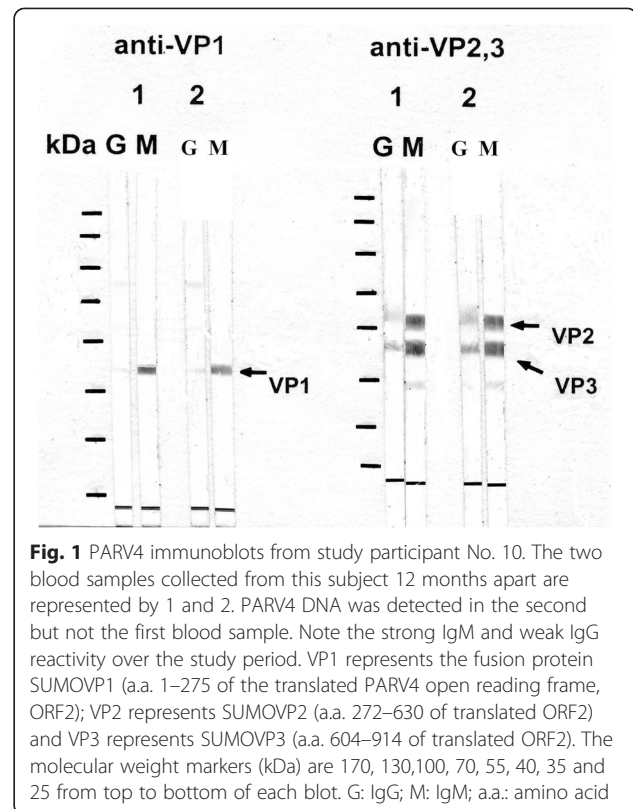 anti-VP1 anti-VP2,3
1 2 1 2
kDa G M G M G M G M
VP1
VP2
VP3
Fig. 1 PARV4 immunoblots from study participant No. 10. The two
blood samples collected from this subject 12 months apart are
represented by 1 and 2. PARV4 DNA was detected in the second
but not the first blood sample. Note the strong IgM and weak IgG
reactivity over the study period. VP1 represents the fusion protein
SUMOVP1 (a.a. 1–275 of the translated PARV4 open reading frame,
ORF2); VP2 represents SUMOVP2 (a.a. 272–630 of translated ORF2)
and VP3 represents SUMOVP3 (a.a. 604–914 of translated ORF2). The
molecular weight markers (kDa) are 170, 130,100, 70, 55, 40, 35 and
25 from top to bottom of each blot. G: IgG; M: IgM; a.a.: amino acid